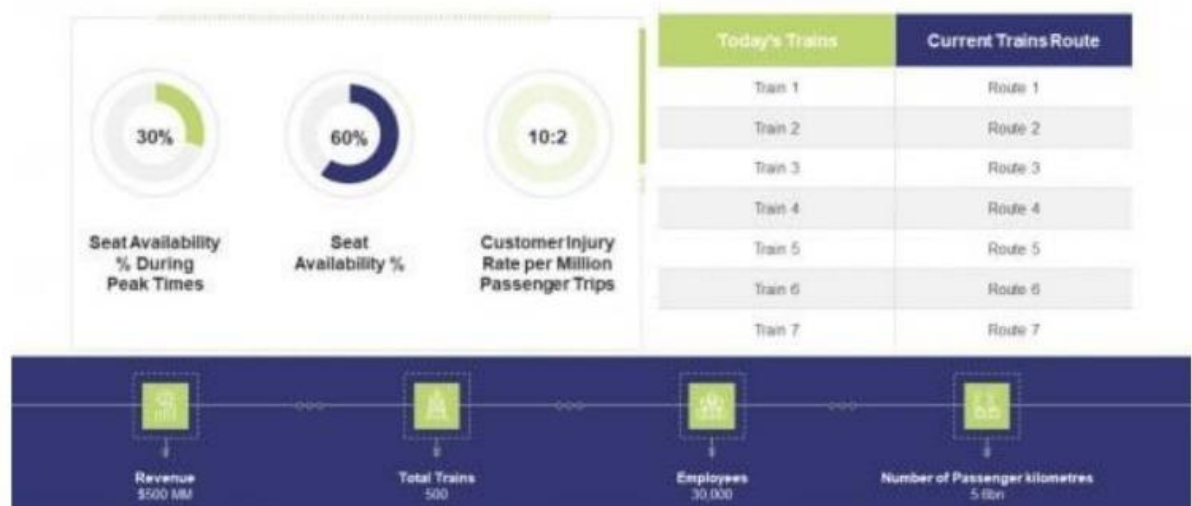 30%
60%
10:2
Seat Availability
% During
Peak Times
Seat
Availability %
Customer Injury
Rate per Million
Passenger Trips
Today's Trains Current Trains Route
Train 1 Route 1
Train 2 Route 2
Train 3 Route 3
Train 4 Route 4
Train 5 Route 5
Train 6 Route 6
Train 7 Route 7
Revenue
$500 MM
Total Trains
500
Employees
30,000
Number of Passenger kilometres
5.6bn